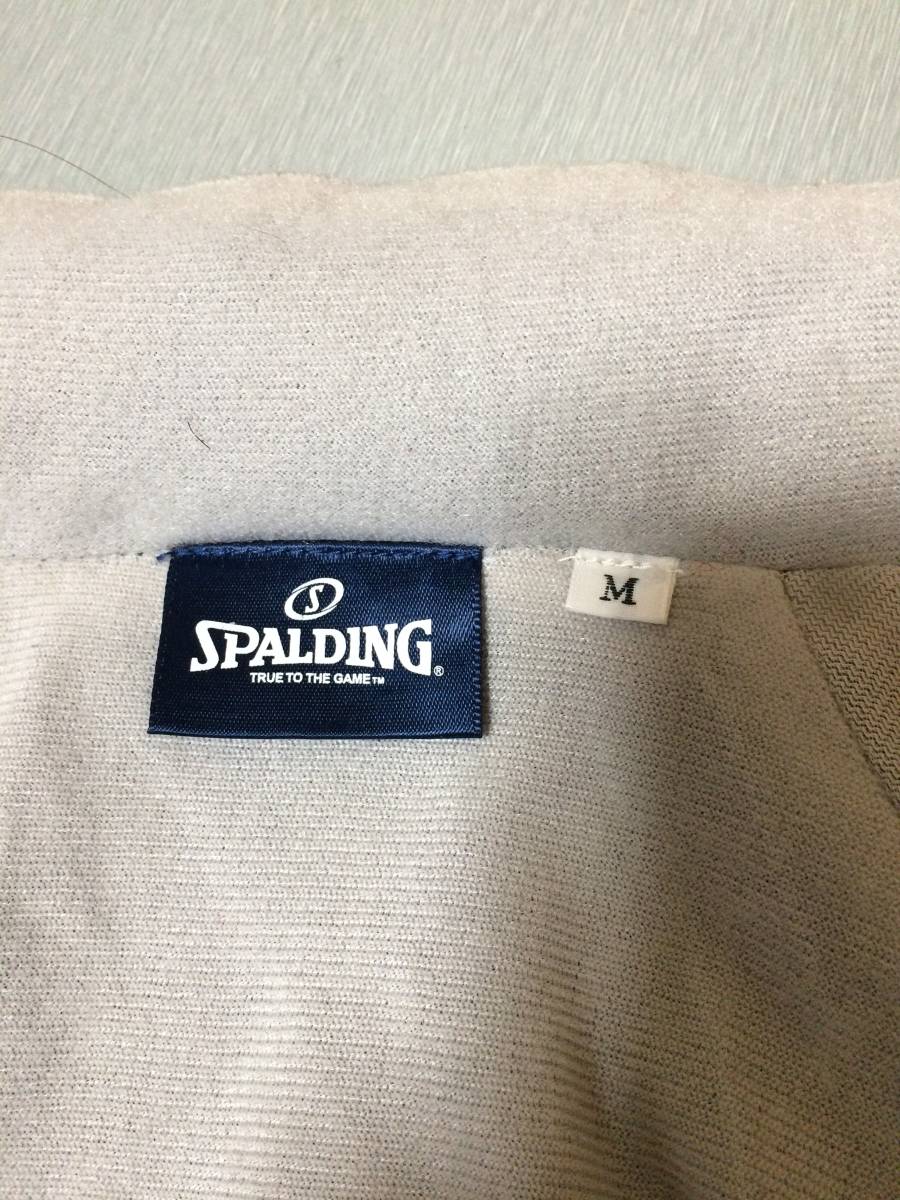 S
SPALDING®
TRUE TO THE GAME™
M